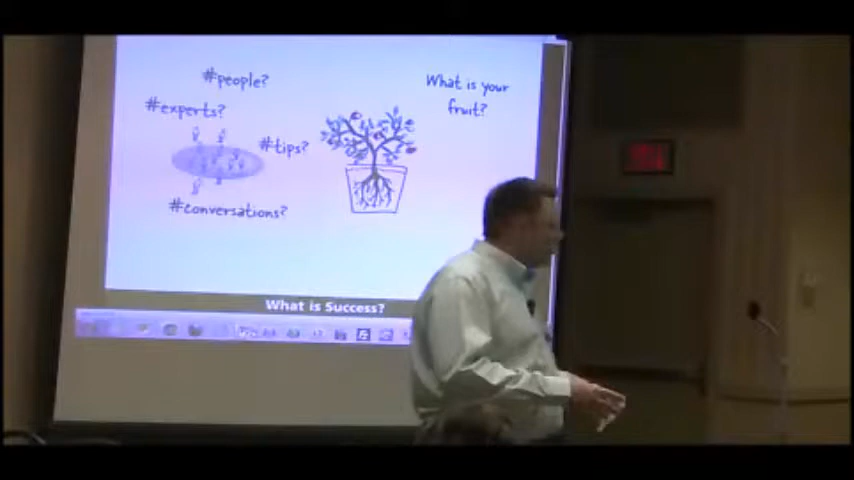 #people?
What is your
fruit?
#experts?
#tips?
#conversations?
What is Success?